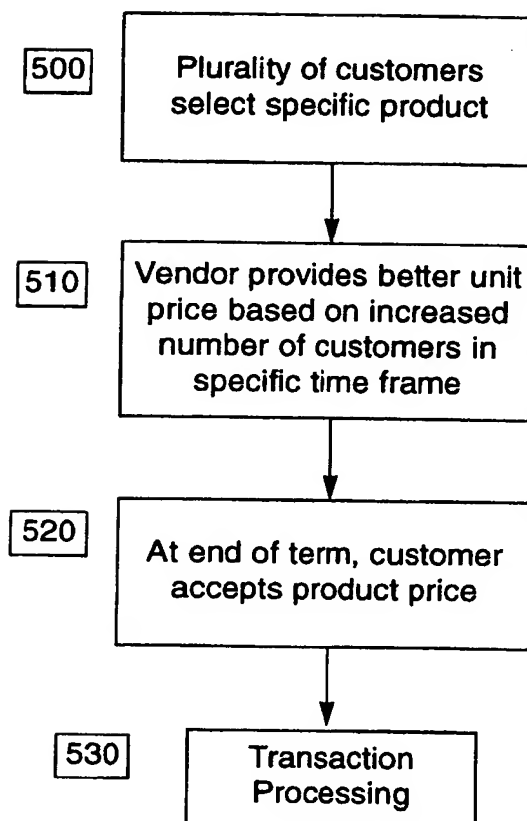 500
Plurality of customers
select specific product
510
Vendor provides better unit
price based on increased
number of customers in
specific time frame
520
At end of term, customer
accepts product price
530
Transaction
Processing